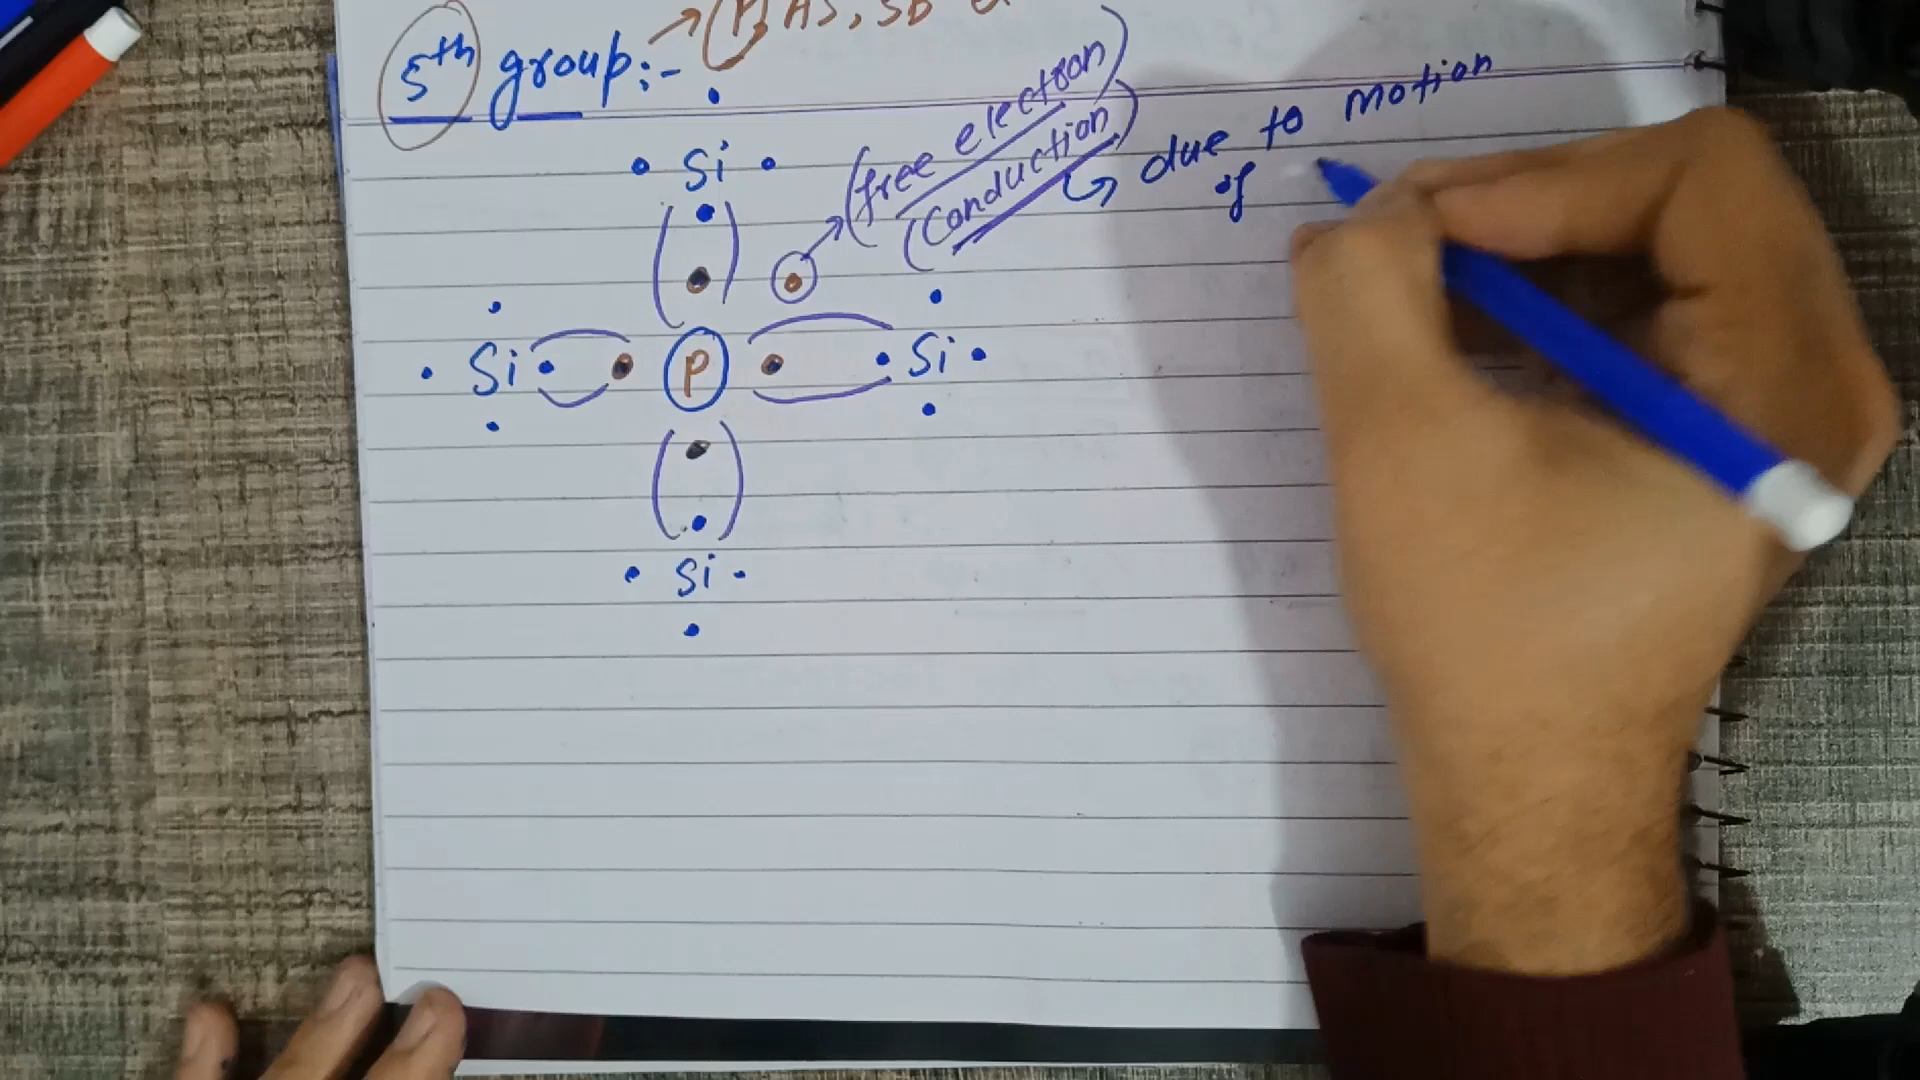 5th group:- (P, As, Sb
(free electron)
(conduction)
↳ due to motion
of
Si
Si P Si
Si